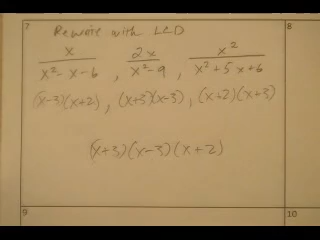 7
8
Rewrite with LCD
x/(x²-x-6), 2x/(x²-9), x²/(x²+5x+6)
(x-3)(x+2), (x+3)(x-3), (x+2)(x+3)
(x+3)(x-3)(x+2)
9
10